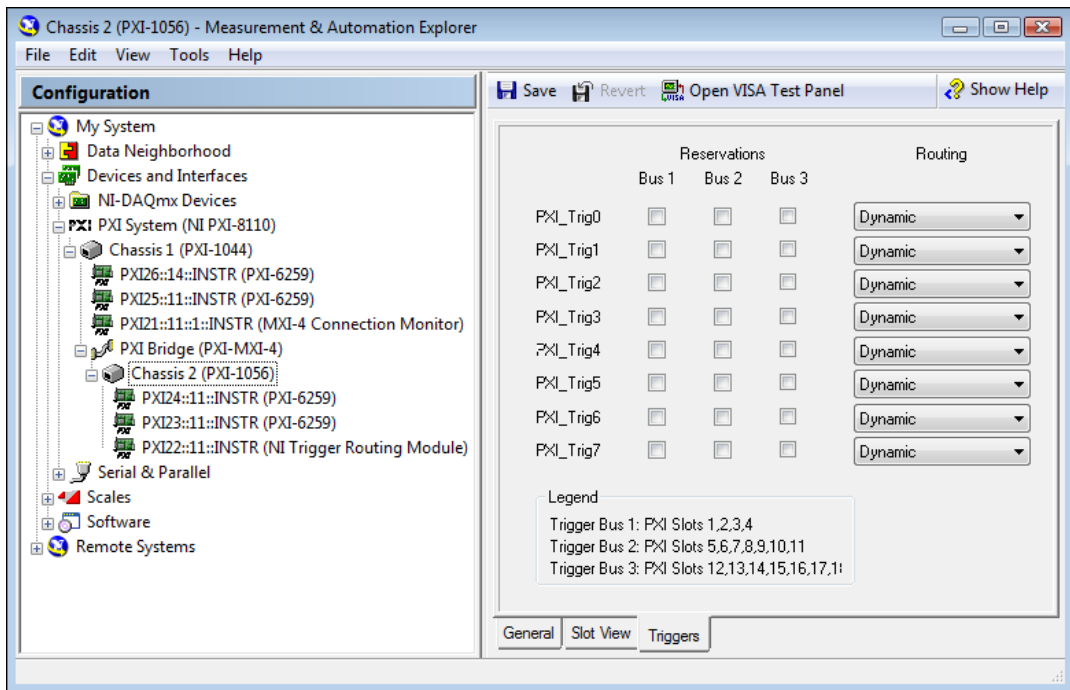 Chassis 2 (PXI-1056) - Measurement & Automation Explorer
File Edit View Tools Help
Configuration
My System
Data Neighborhood
Devices and Interfaces
NI-DAQmx Devices
PXI PXI System (NI PXI-8110)
Chassis 1 (PXI-1044)
PXI26::14::INSTR (PXI-6259)
PXI25::11::INSTR (PXI-6259)
PXI21::11::1::INSTR (MXI-4 Connection Monitor)
PXI Bridge (PXI-MXI-4)
Chassis 2 (PXI-1056)
PXI24::11::INSTR (PXI-6259)
PXI23::11::INSTR (PXI-6259)
PXI22::11::INSTR (NI Trigger Routing Module)
Serial & Parallel
Scales
Software
Remote Systems
Save Revert Open VISA Test Panel Show Help
Reservations Routing
Bus 1 Bus 2 Bus 3
PXI_Trig0 Dynamic
PXI_Trig1 Dynamic
PXI_Trig2 Dynamic
PXI_Trig3 Dynamic
PXI_Trig4 Dynamic
PXI_Trig5 Dynamic
PXI_Trig6 Dynamic
PXI_Trig7 Dynamic
Legend
Trigger Bus 1: PXI Slots 1,2,3,4
Trigger Bus 2: PXI Slots 5,6,7,8,9,10,11
Trigger Bus 3: PXI Slots 12,13,14,15,16,17,
General Slot View Triggers